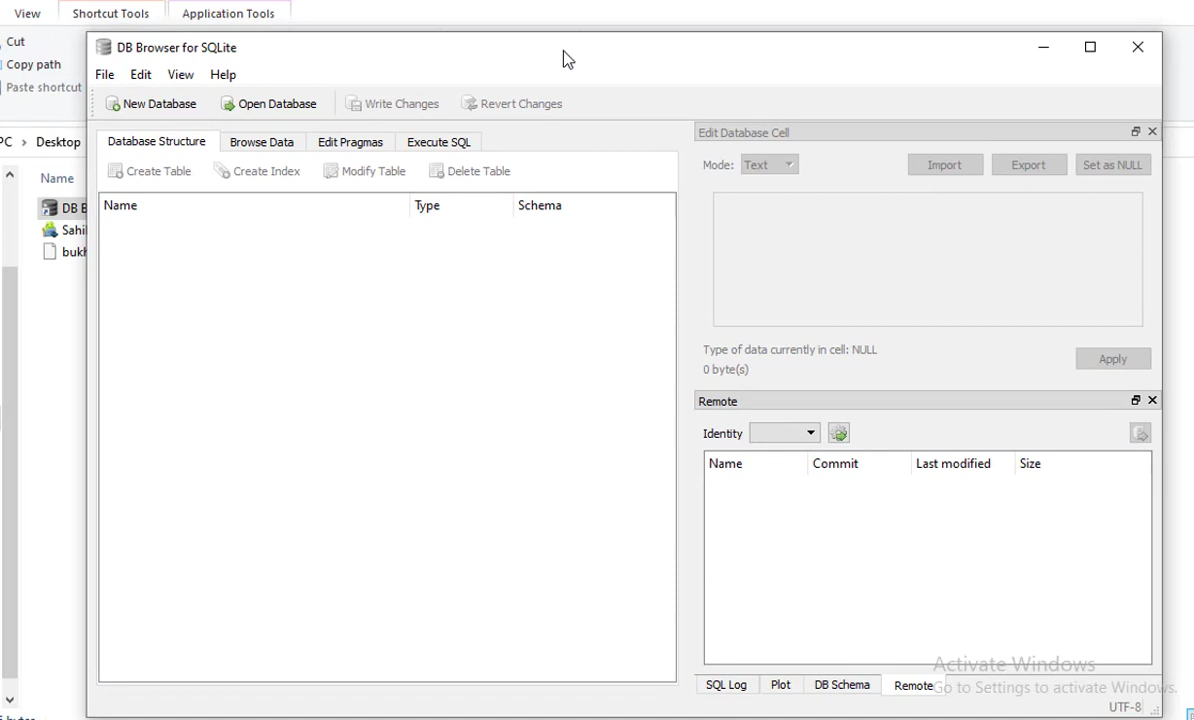 View Shortcut Tools Application Tools
Cut
Copy path
Paste shortcut
PC > Desktop
Name
DB B
Sahi
bukh
DB Browser for SQLite
File Edit View Help
New Database Open Database Write Changes Revert Changes
Database Structure Browse Data Edit Pragmas Execute SQL
Create Table Create Index Modify Table Delete Table
Name Type Schema
Edit Database Cell
Mode: Text Import Export Set as NULL
Type of data currently in cell: NULL
0 byte(s)
Apply
Remote
Identity
Name Commit Last modified Size
Activate Windows
Go to Settings to activate Windows.
SQL Log Plot DB Schema Remote
UTF-8